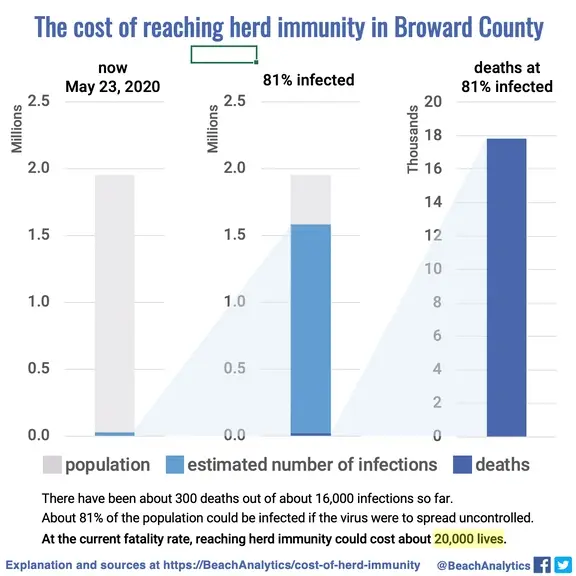 The cost of reaching herd immunity in Broward County
now
May 23, 2020
81% infected
deaths at
81% infected
Millions
2.5
2.0
1.5
1.0
0.5
0.0
Millions
2.5
2.0
1.5
1.0
0.5
0.0
Thousands
20
18
16
14
12
10
8
6
4
2
0
population
estimated number of infections
deaths
There have been about 300 deaths out of about 16,000 infections so far.
About 81% of the population could be infected if the virus were to spread uncontrolled.
At the current fatality rate, reaching herd immunity could cost about 20,000 lives.
Explanation and sources at https://BeachAnalytics/cost-of-herd-immunity @BeachAnalytics